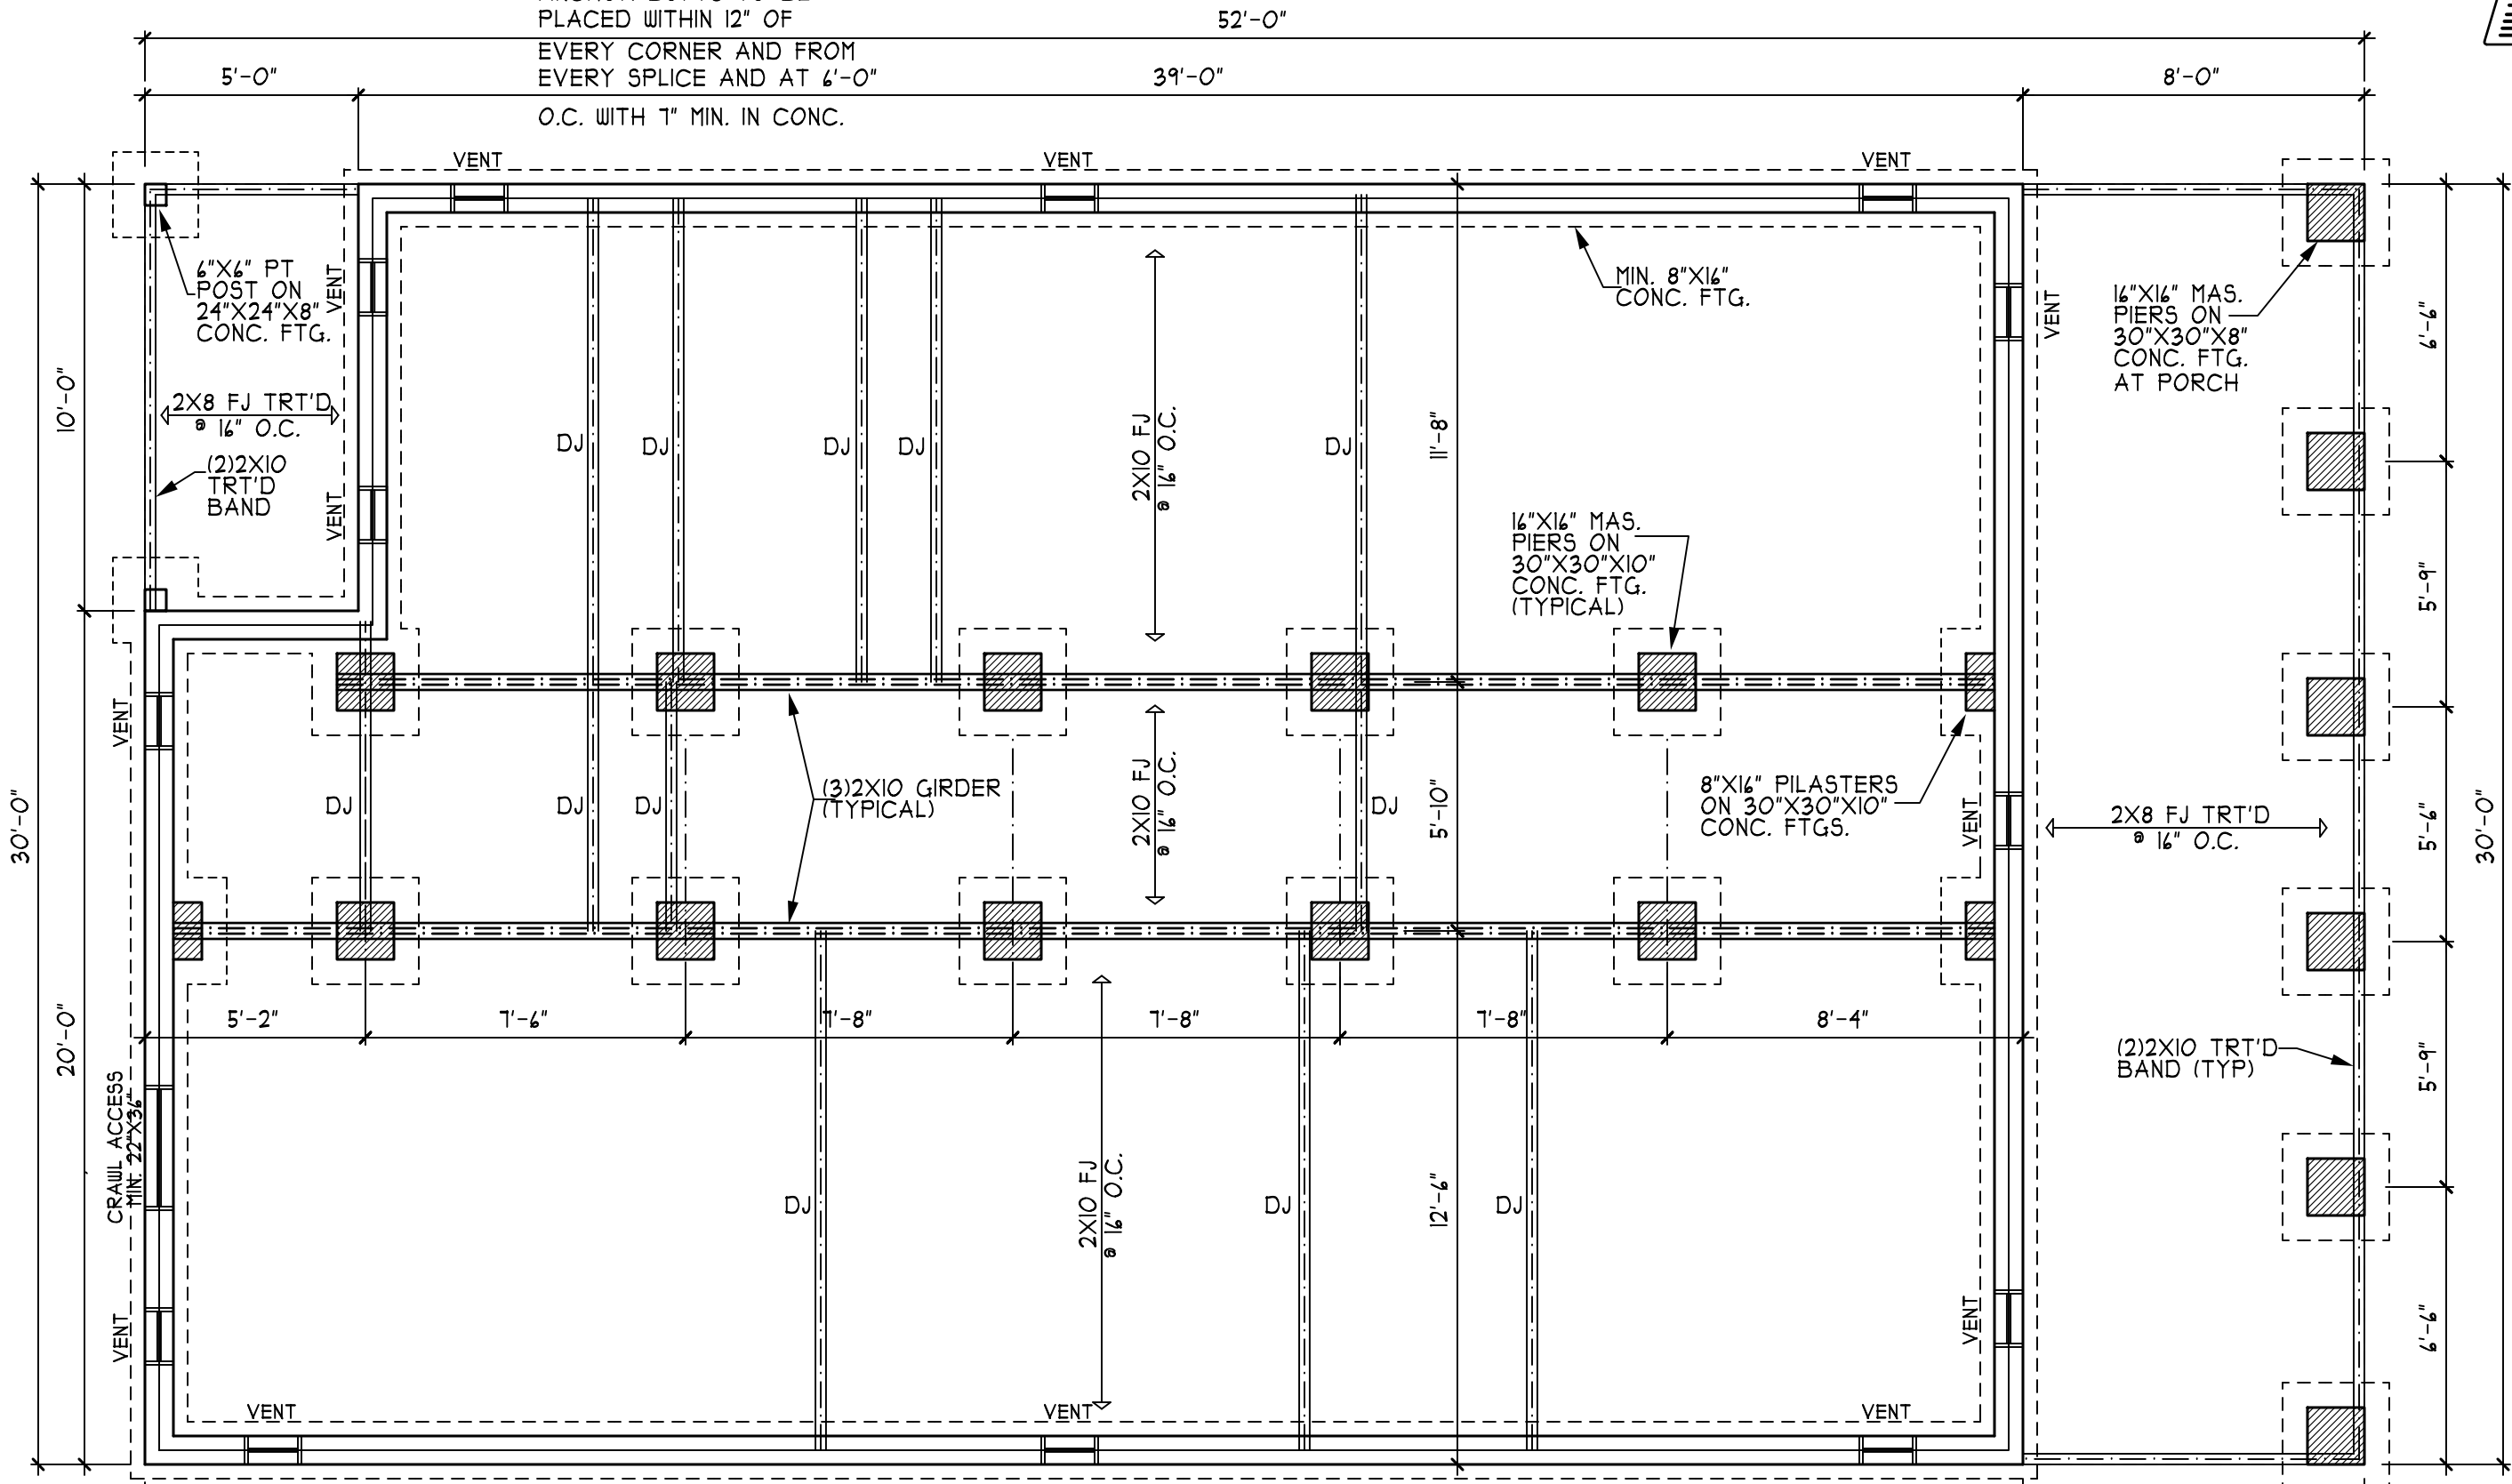 PLACED WITHIN 12" OF
EVERY CORNER AND FROM
EVERY SPLICE AND AT 6'-0"
O.C. WITH 7" MIN. IN CONC.
52'-0"
5'-0"
39'-0"
8'-0"
VENT
VENT
VENT
6"X6" PT
POST ON
24"X24"X8"
CONC. FTG.
VENT
MIN. 8"X16"
CONC. FTG.
VENT
16"X16" MAS.
PIERS ON
30"X30"X8"
CONC. FTG.
AT PORCH
6'-6"
10'-0"
2X8 FJ TRT'D
@ 16" O.C.
(2)2X10
TRT'D
BAND
VENT
DJ
DJ
DJ
DJ
2X10 FJ
@ 16" O.C.
DJ
11'-8"
16"X16" MAS.
PIERS ON
30"X30"X10"
CONC. FTG.
(TYPICAL)
5'-9"
VENT
30'-0"
DJ
DJ
DJ
(3)2X10 GIRDER
(TYPICAL)
2X10 FJ
@ 16" O.C.
DJ
5'-10"
8"X16" PILASTERS
ON 30"X30"X10"
CONC. FTGS.
VENT
2X8 FJ TRT'D
@ 16" O.C.
5'-6"
30'-0"
20'-0"
5'-2"
7'-6"
7'-8"
7'-8"
7'-8"
8'-4"
(2)2X10 TRT'D
BAND (TYP)
5'-9"
CRAWL ACCESS
MIN. 22"X36"
DJ
2X10 FJ
@ 16" O.C.
DJ
12'-6"
DJ
VENT
VENT
6'-6"
VENT
VENT
VENT